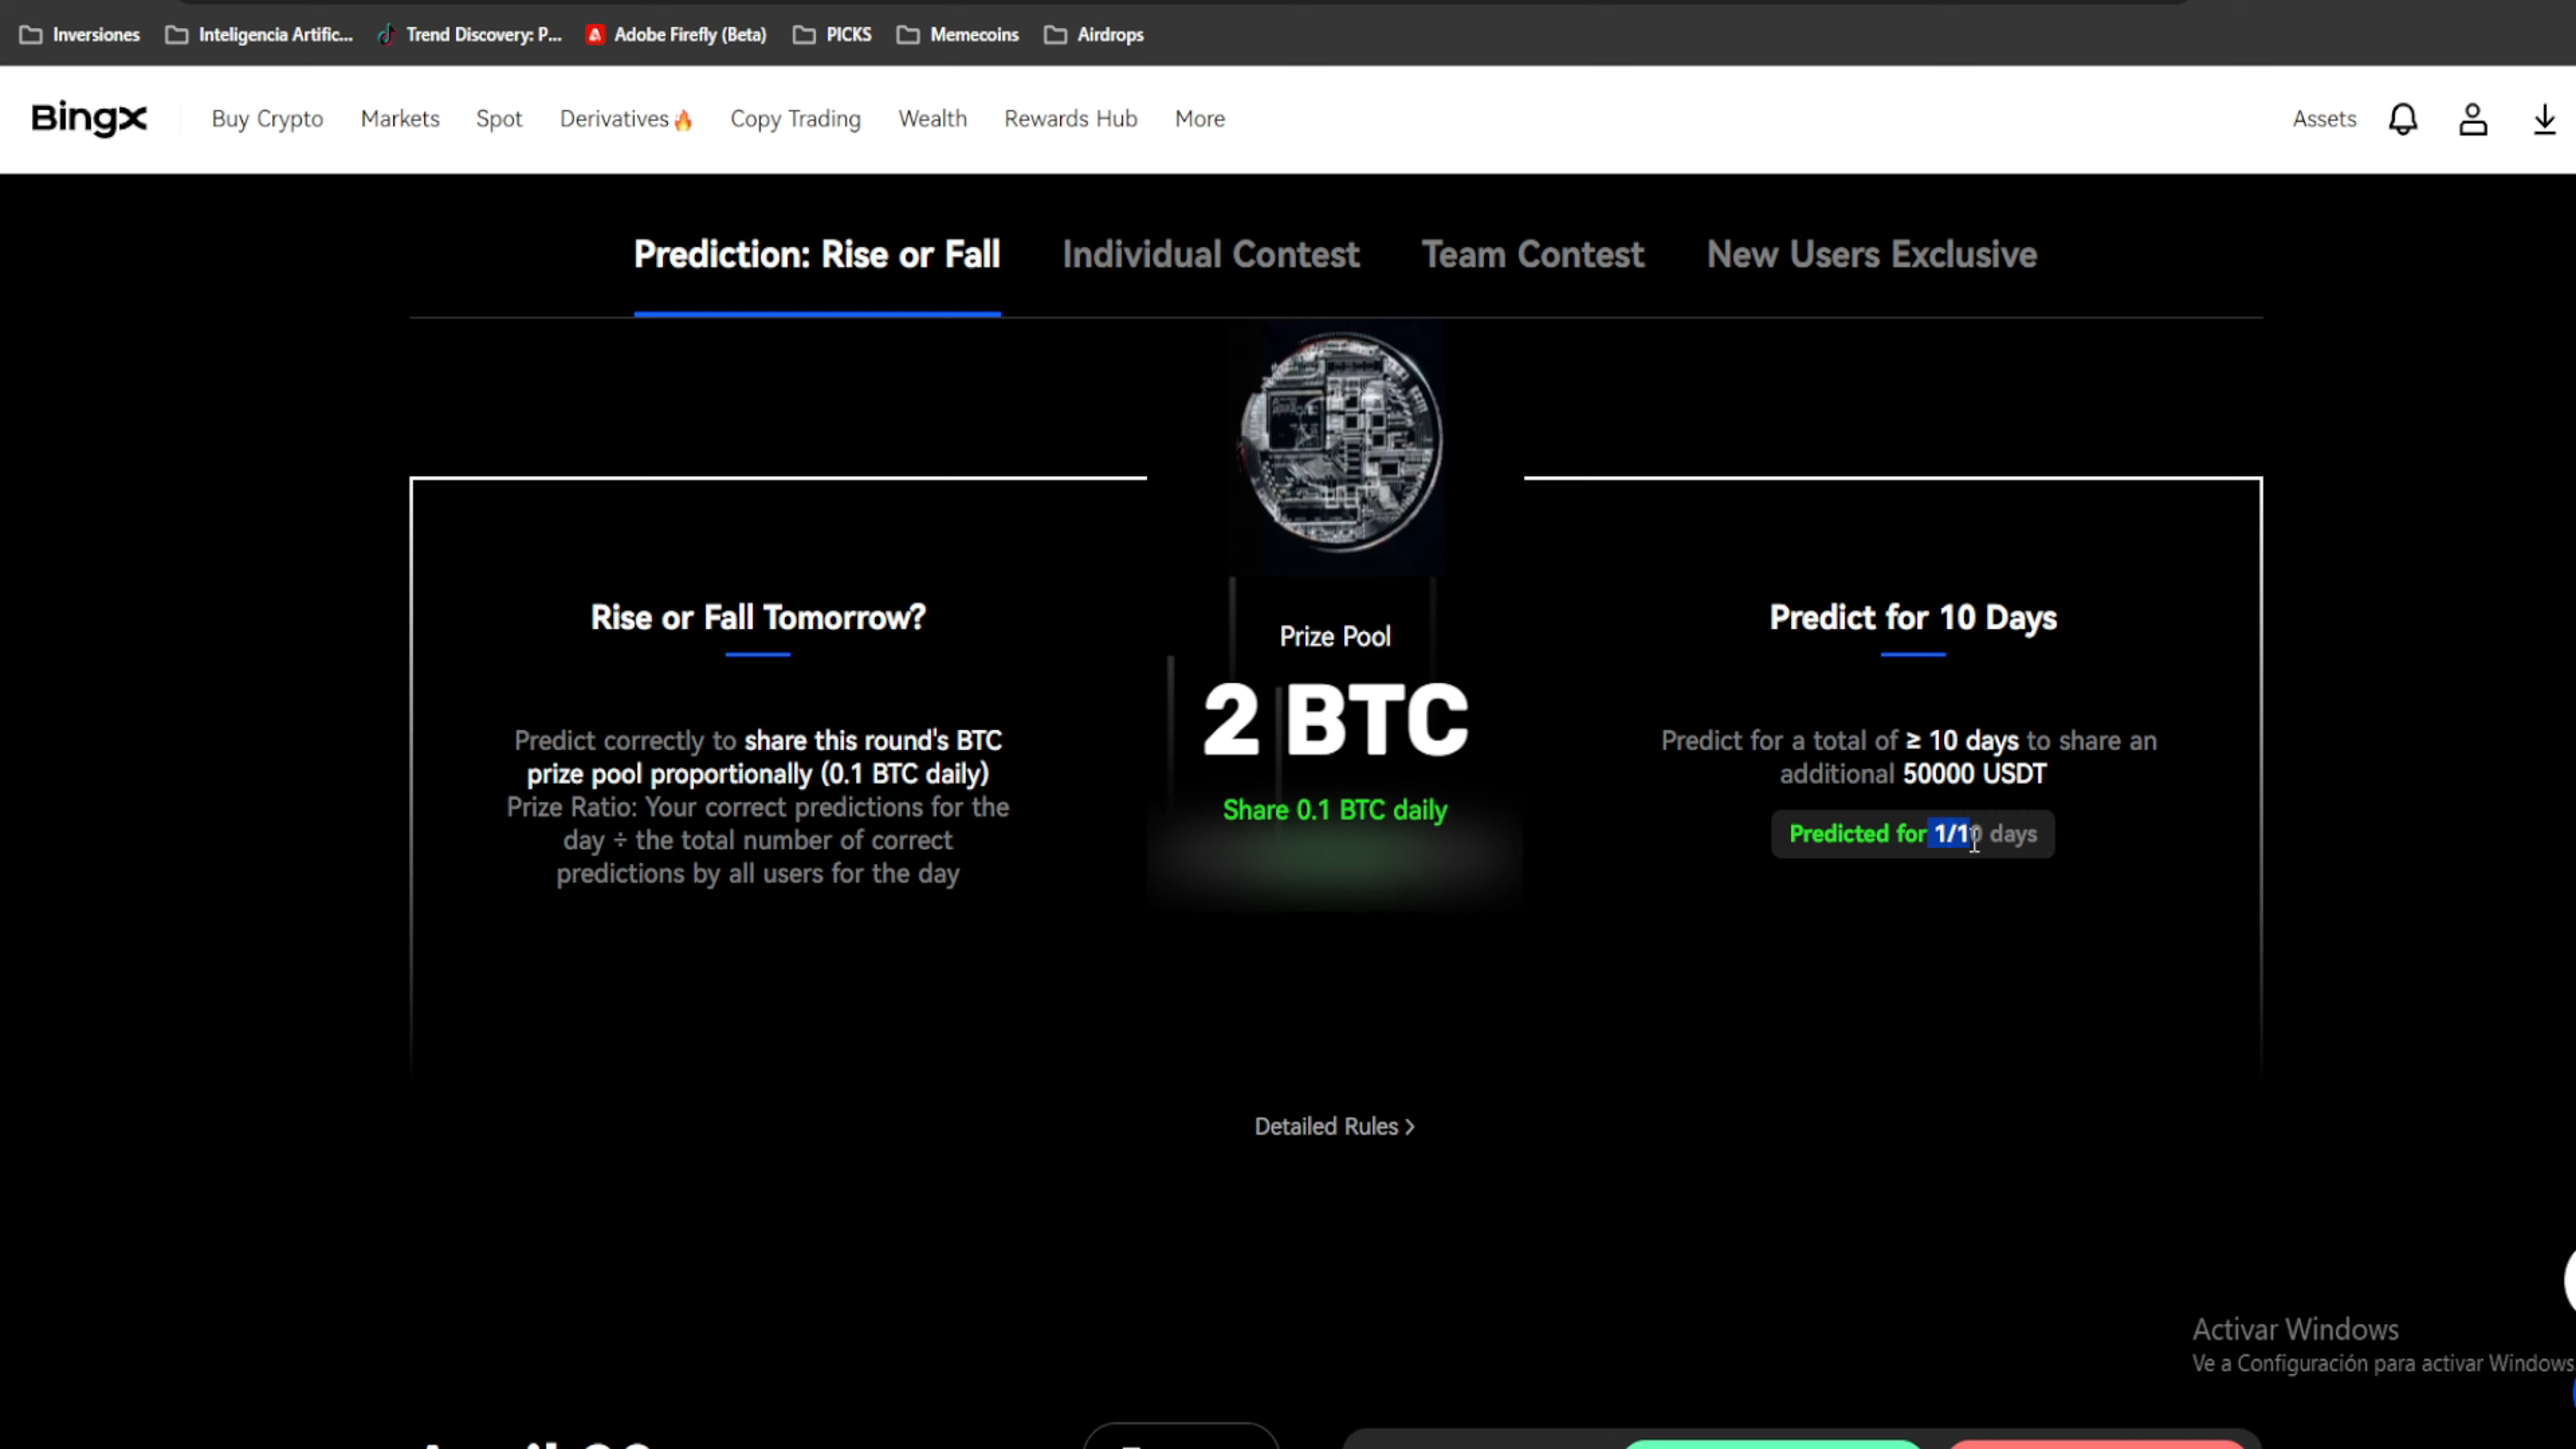 Inversiones
Inteligencia Artific...
Trend Discovery: P...
Adobe Firefly (Beta)
PICKS
Memecoins
Airdrops
BingX
Buy Crypto
Markets
Spot
Derivatives
Copy Trading
Wealth
Rewards Hub
More
Assets
Prediction: Rise or Fall
Individual Contest
Team Contest
New Users Exclusive
Rise or Fall Tomorrow?
Predict correctly to share this round's BTC
prize pool proportionally (0.1 BTC daily)
Prize Ratio: Your correct predictions for the
day ÷ the total number of correct
predictions by all users for the day
Prize Pool
2 BTC
Share 0.1 BTC daily
Predict for 10 Days
Predict for a total of ≥ 10 days to share an
additional 50000 USDT
Predicted for 1/10 days
Detailed Rules >
Activar Windows
Ve a Configuración para activar Windows